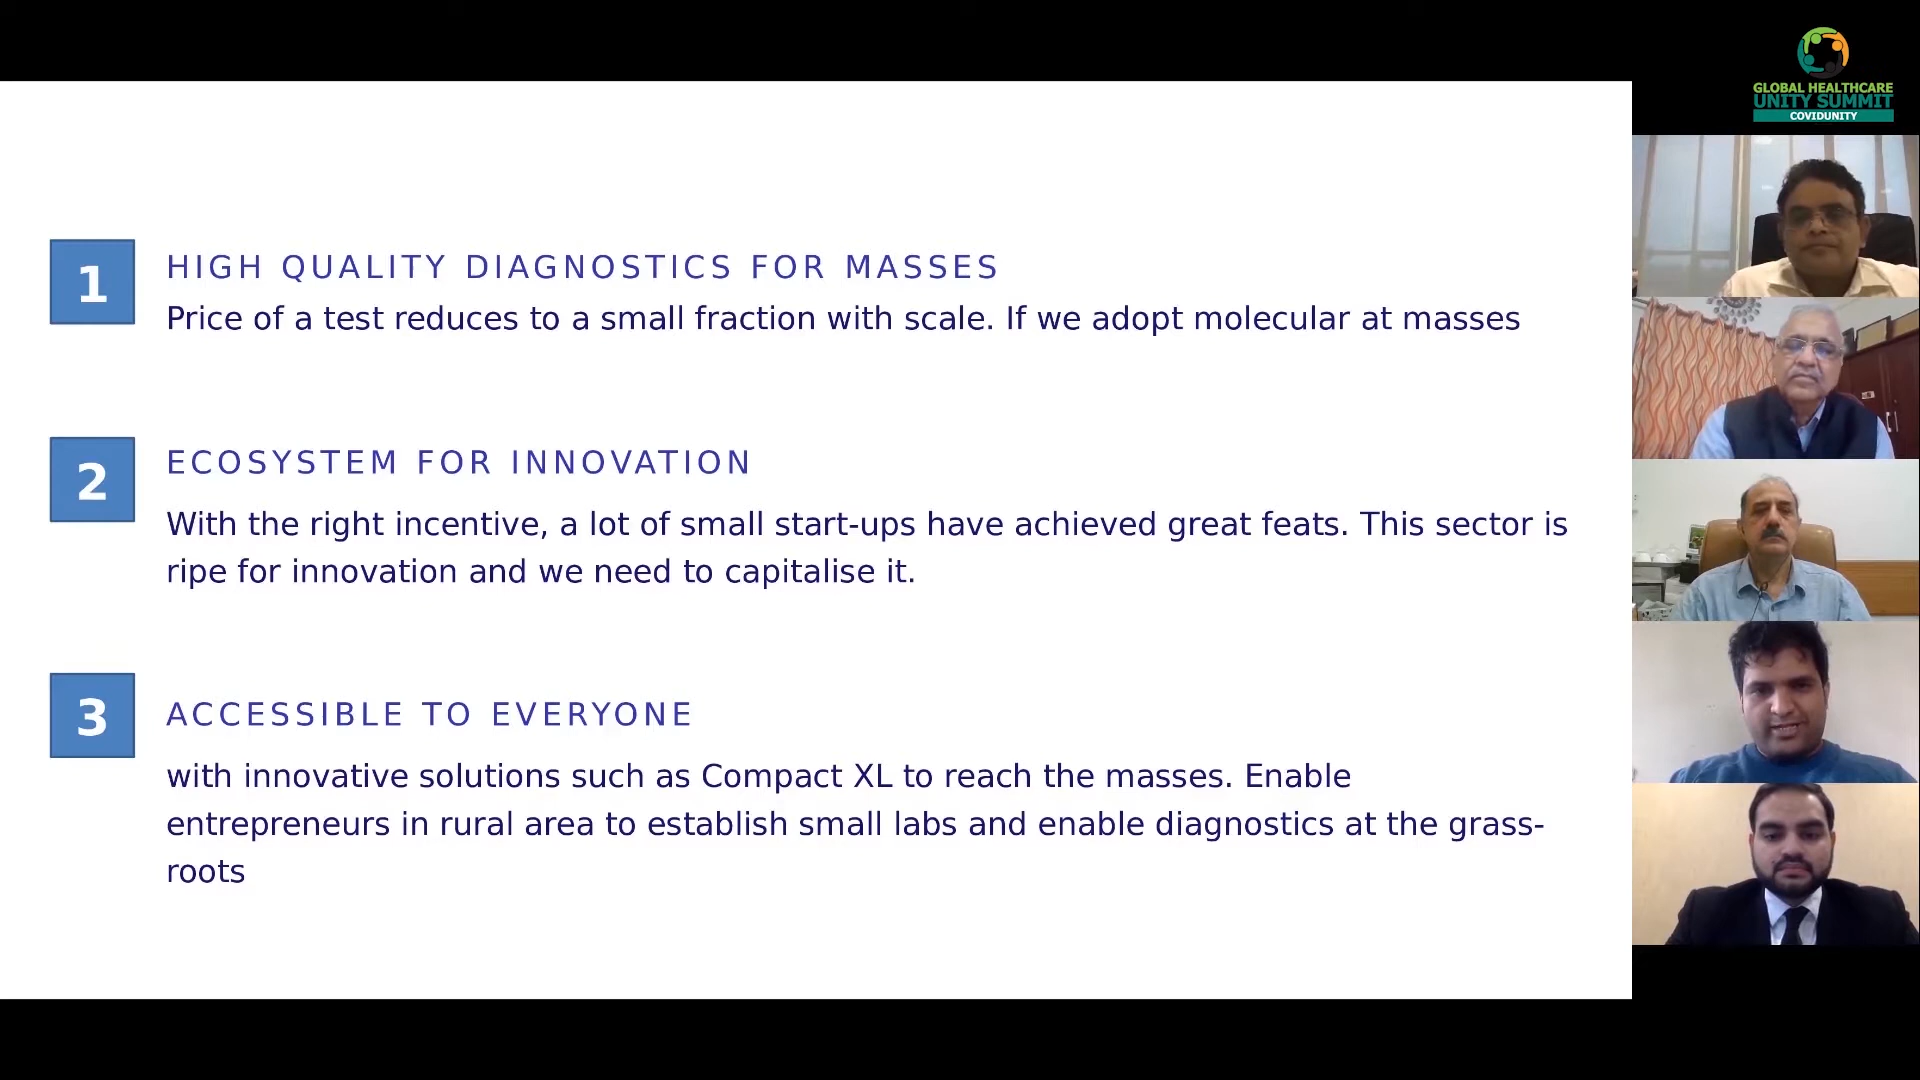 GLOBAL HEALTHCARE
UNITY SUMMIT
COVIDUNITY
1
HIGH QUALITY DIAGNOSTICS FOR MASSES
Price of a test reduces to a small fraction with scale. If we adopt molecular at masses
2
ECOSYSTEM FOR INNOVATION
With the right incentive, a lot of small start-ups have achieved great feats. This sector is
ripe for innovation and we need to capitalise it.
3
ACCESSIBLE TO EVERYONE
with innovative solutions such as Compact XL to reach the masses. Enable
entrepreneurs in rural area to establish small labs and enable diagnostics at the grass-
roots